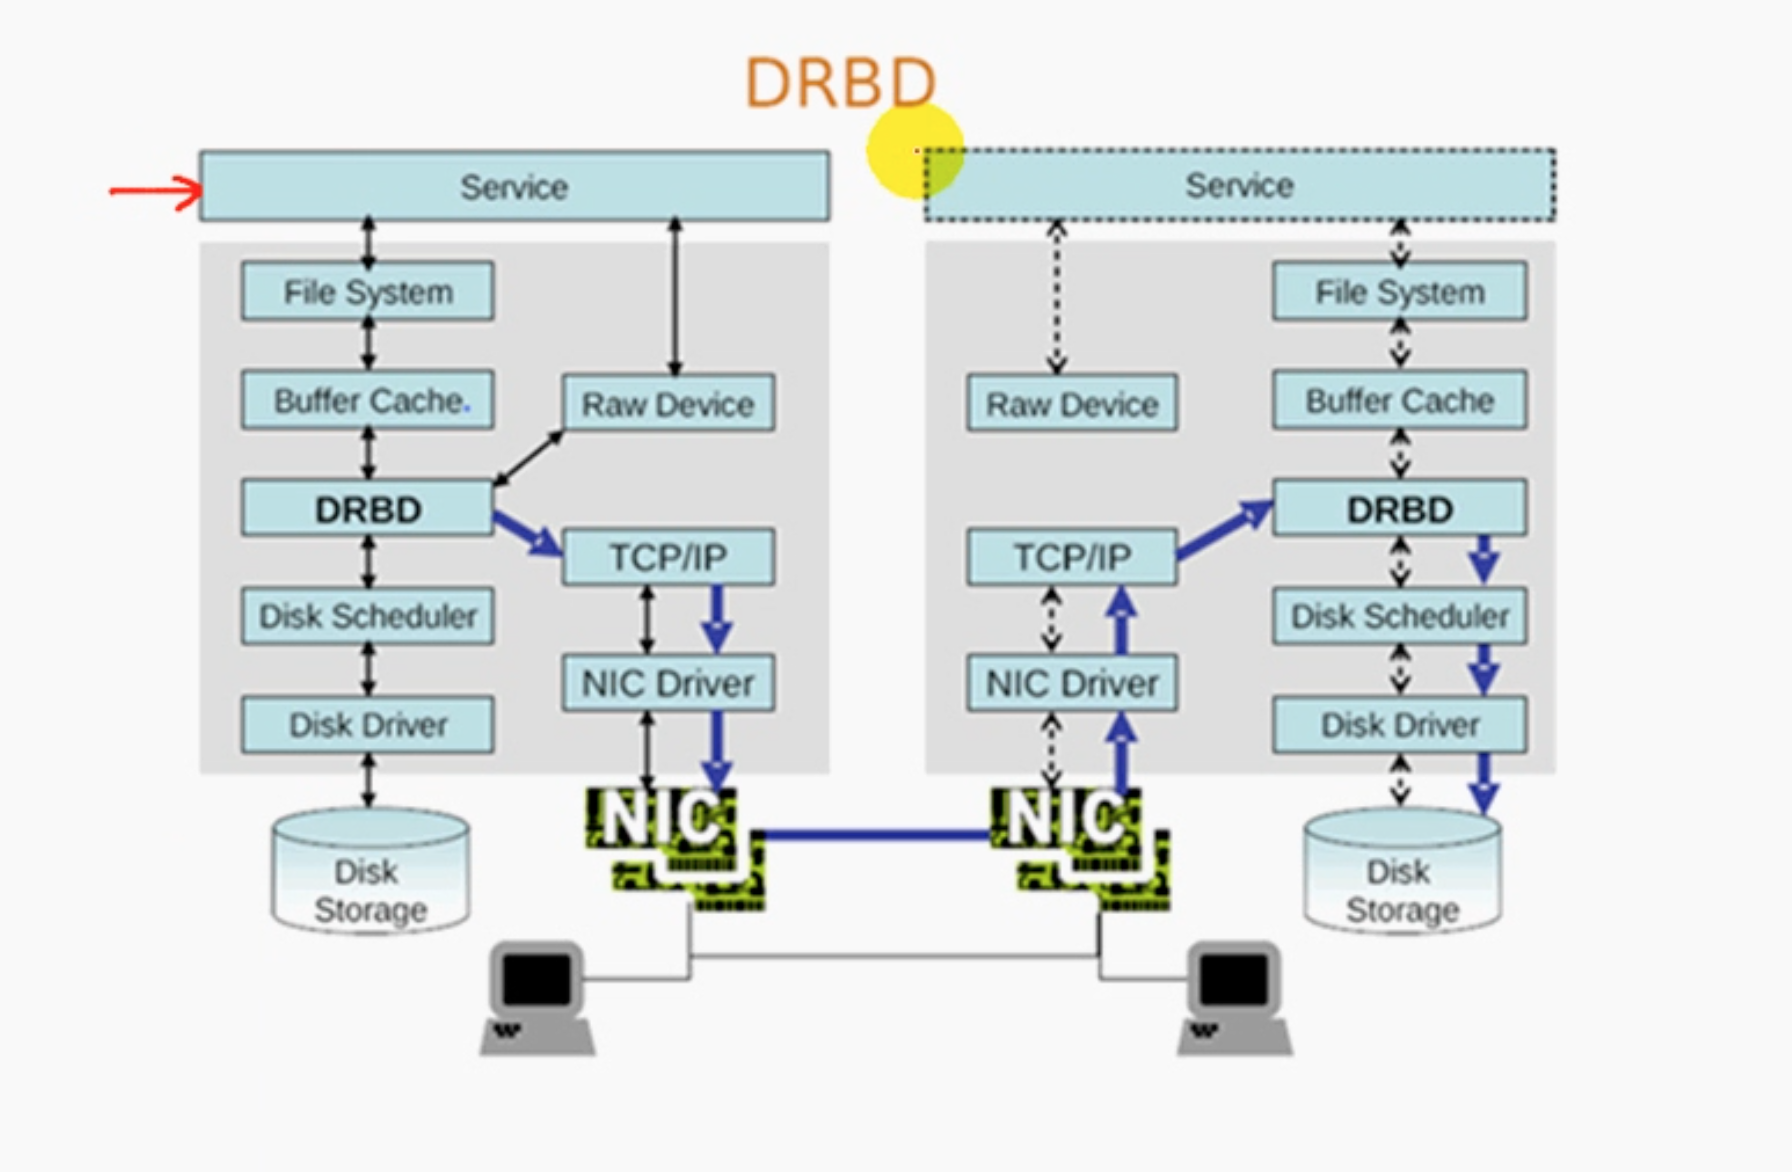 DRBD
Service
File System
Buffer Cache
Raw Device
DRBD
TCP/IP
Disk Scheduler
NIC Driver
Disk Driver
NIC
Disk
Storage
Service
File System
Raw Device
Buffer Cache
DRBD
TCP/IP
Disk Scheduler
NIC Driver
Disk Driver
NIC
Disk
Storage